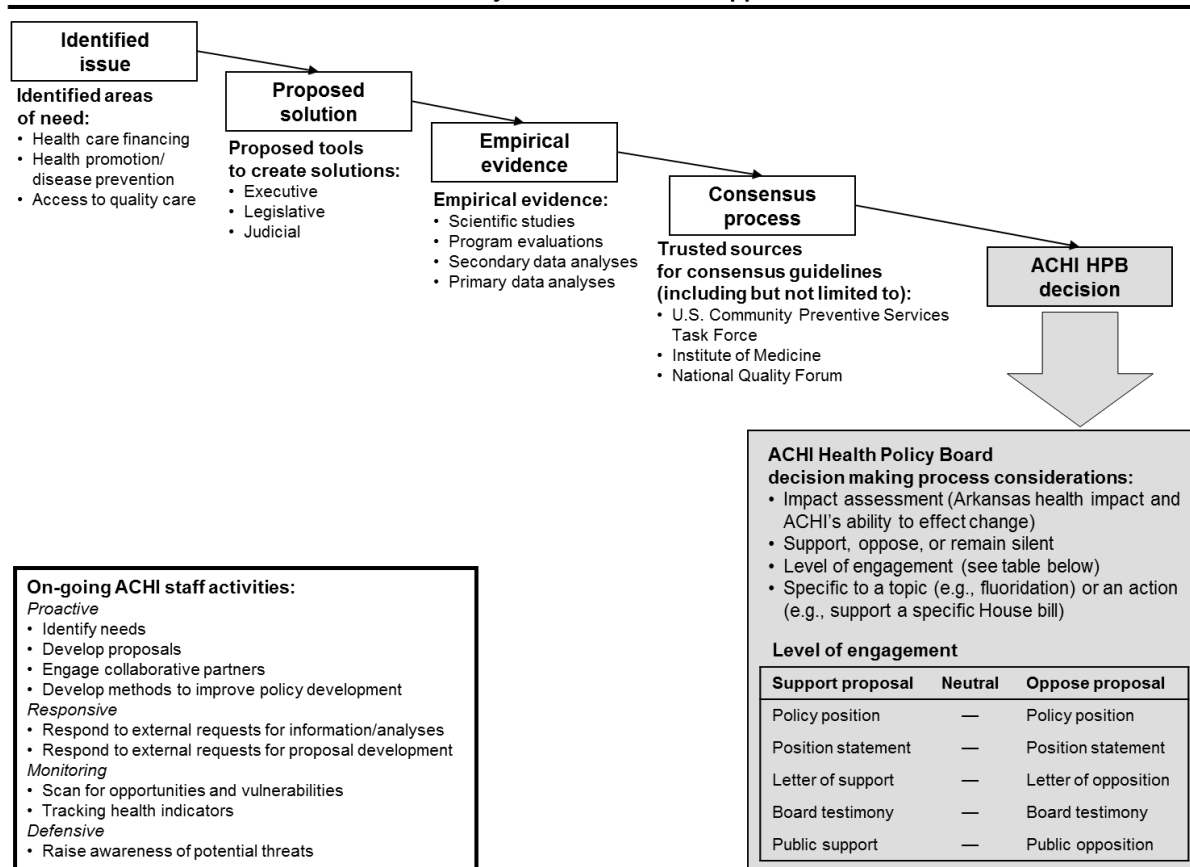 Identified
issue
Identified areas
of need:
• Health care financing
• Health promotion/
disease prevention
• Access to quality care
Proposed
solution
Proposed tools
to create solutions:
• Executive
• Legislative
• Judicial
Empirical
evidence
Empirical evidence:
• Scientific studies
• Program evaluations
• Secondary data analyses
• Primary data analyses
Consensus
process
Trusted sources
for consensus guidelines
(including but not limited to):
• U.S. Community Preventive Services
Task Force
• Institute of Medicine
• National Quality Forum
ACHI HPB
decision
ACHI Health Policy Board
decision making process considerations:
• Impact assessment (Arkansas health impact and
ACHI's ability to effect change)
• Support, oppose, or remain silent
• Level of engagement (see table below)
• Specific to a topic (e.g., fluoridation) or an action
(e.g., support a specific House bill)
Level of engagement
Support proposal Neutral Oppose proposal
Policy position — Policy position
Position statement — Position statement
Letter of support — Letter of opposition
Board testimony — Board testimony
Public support — Public opposition
On-going ACHI staff activities:
Proactive
• Identify needs
• Develop proposals
• Engage collaborative partners
• Develop methods to improve policy development
Responsive
• Respond to external requests for information/analyses
• Respond to external requests for proposal development
Monitoring
• Scan for opportunities and vulnerabilities
• Tracking health indicators
Defensive
• Raise awareness of potential threats